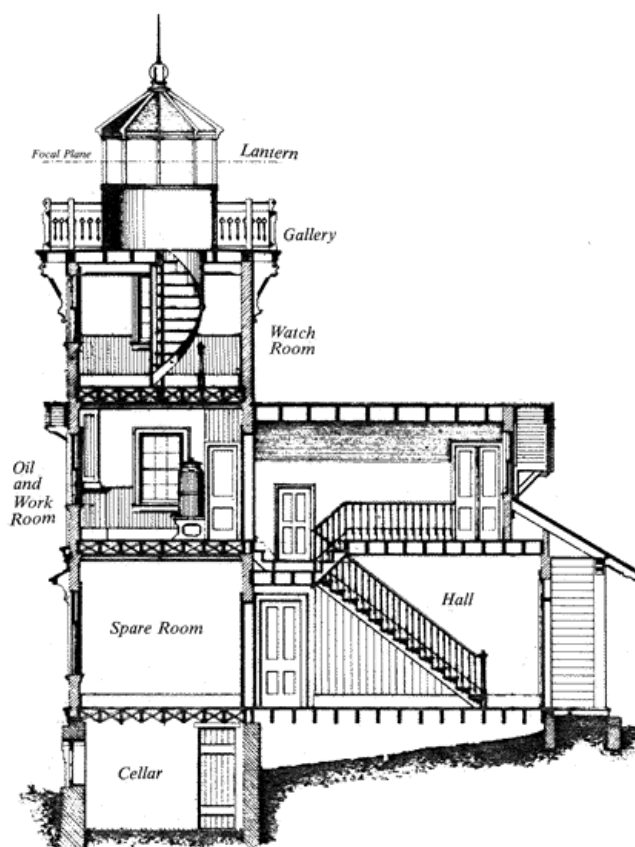 Focal Plane
Lantern
Gallery
Watch
Room
Oil
and
Work
Room
Hall
Spare Room
Cellar